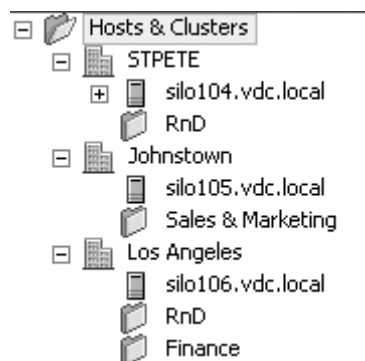 Hosts & Clusters
STPETE
silo104.vdc.local
RnD
Johnstown
silo105.vdc.local
Sales & Marketing
Los Angeles
silo106.vdc.local
RnD
Finance